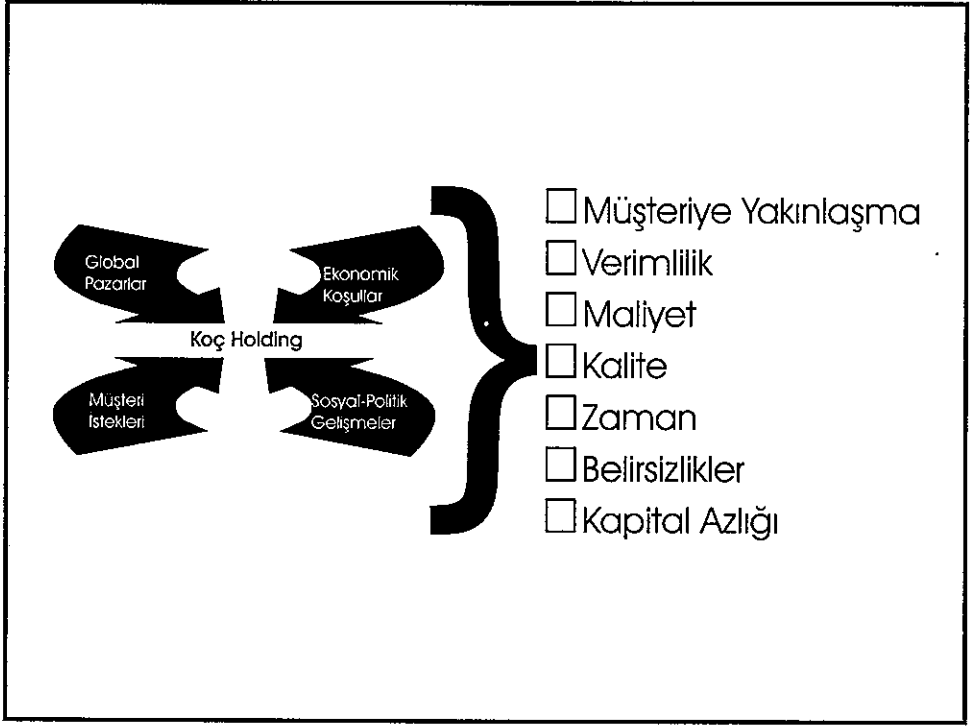 Global
Pazarlar
Ekonomik
Koşullar
Koç Holding
Müşteri
İstekleri
Sosyal-Politik
Gelişmeler
Müşteriye Yakınlaşma
Verimlilik
Maliyet
Kalite
Zaman
Belirsizlikler
Kapital Azlığı